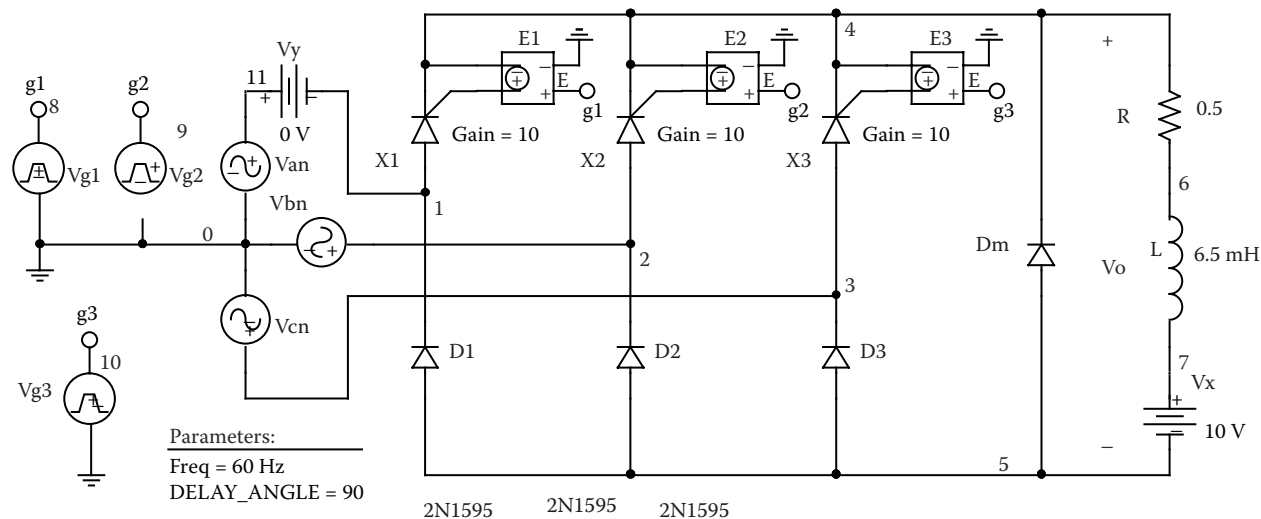 g1
8
g2
9
Vg1
Vg2
+
−
11
Vy
+
−
0 V
Van
+
−
Vbn
−
+
0
Vcn
g3
10
Vg3
Parameters:
Freq = 60 Hz
DELAY_ANGLE = 90
E1
−
E
+
g1
Gain = 10
X1
1
E2
−
E
+
g2
Gain = 10
X2
2
4
E3
−
E
+
g3
Gain = 10
X3
3
D1
D2
D3
Dm
5
+
R
0.5
6
Vo
L
6.5 mH
7
Vx
+
−
10 V
−
2N1595
2N1595
2N1595